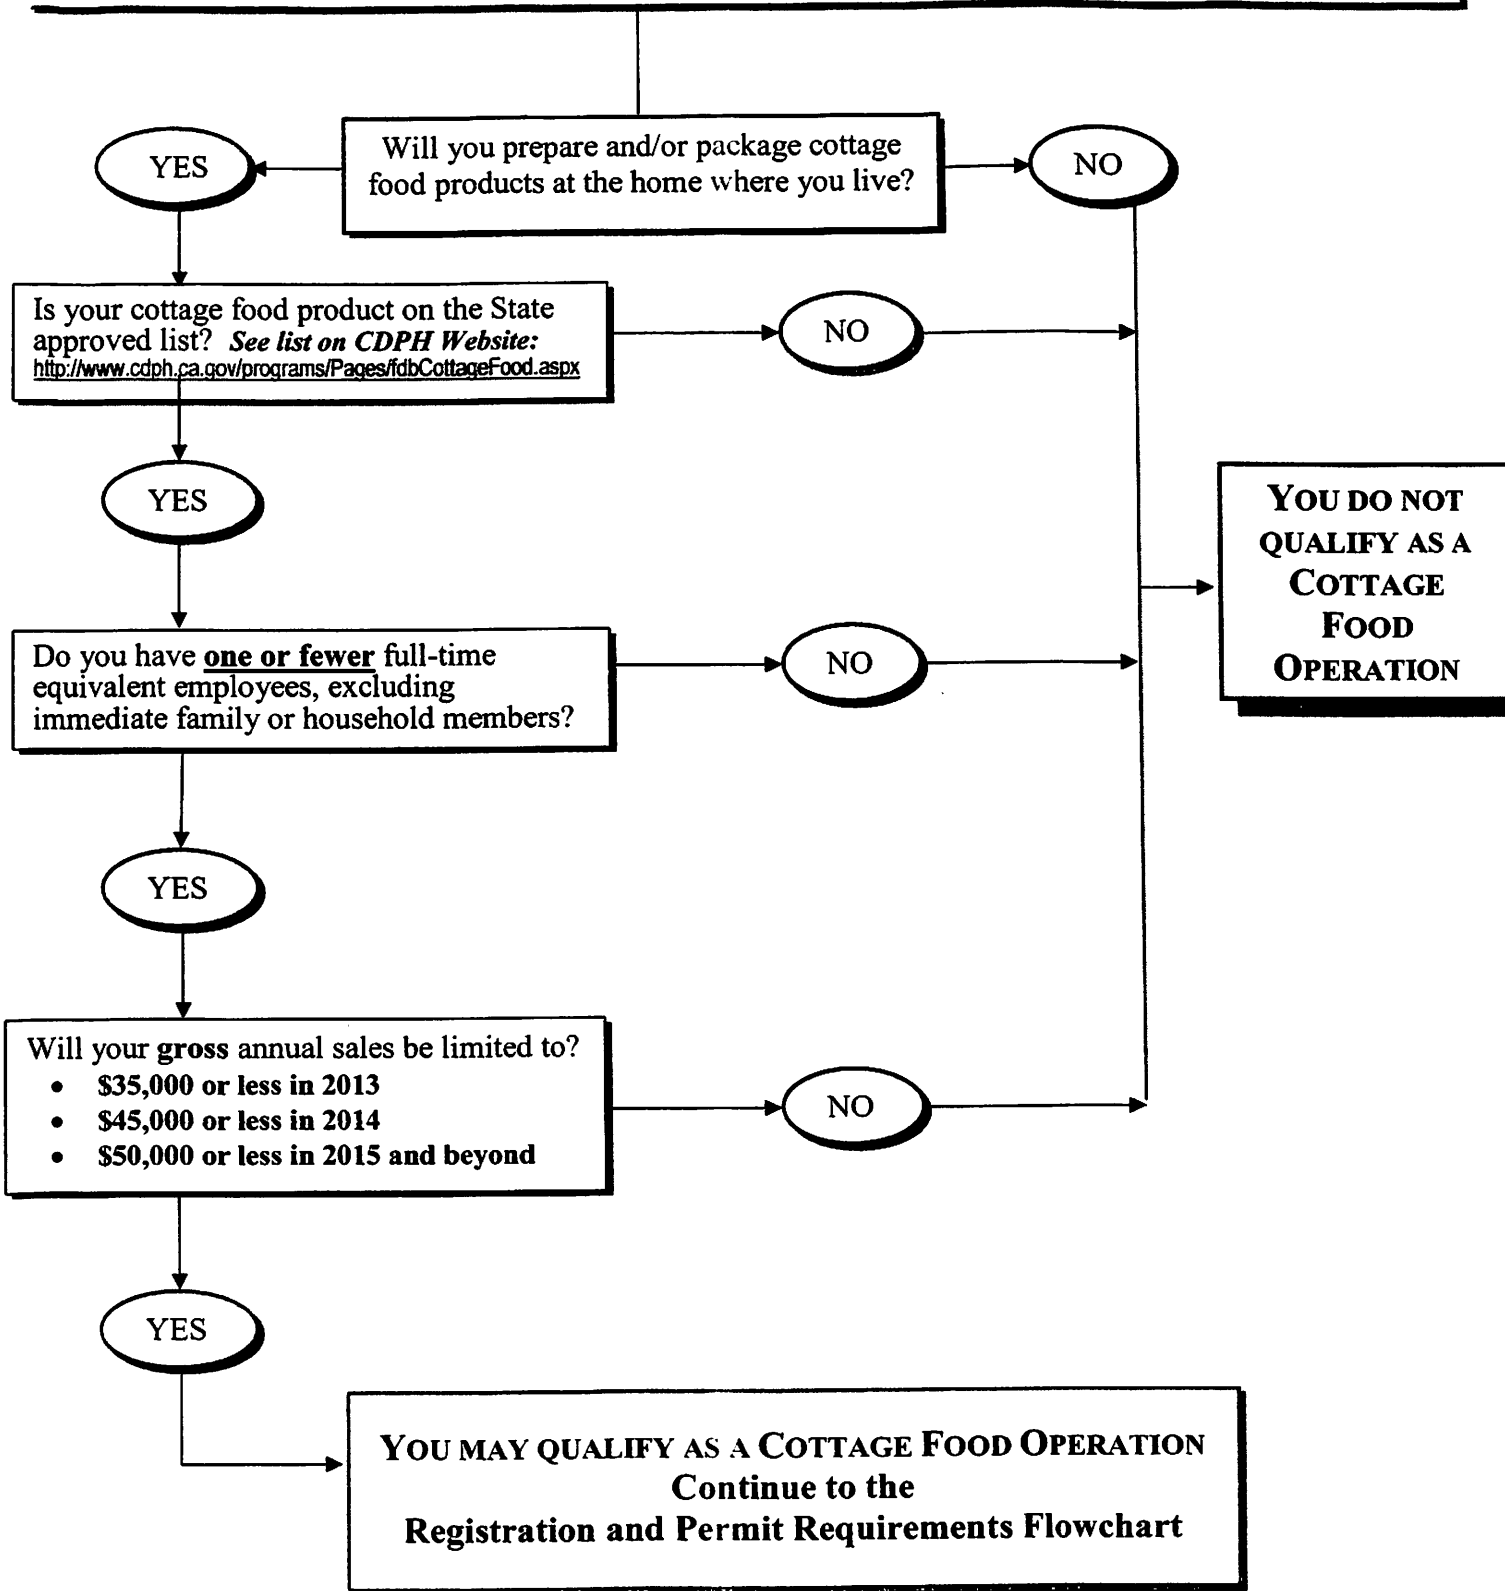 Will you prepare and/or package cottage
food products at the home where you live?
YES
NO
Is your cottage food product on the State
approved list? See list on CDPH Website:
http://www.cdph.ca.gov/programs/Pages/fdbCottageFood.aspx
NO
YES
YOU DO NOT
QUALIFY AS A
COTTAGE
FOOD
OPERATION
Do you have one or fewer full-time
equivalent employees, excluding
immediate family or household members?
NO
YES
Will your gross annual sales be limited to?
• $35,000 or less in 2013
• $45,000 or less in 2014
• $50,000 or less in 2015 and beyond
NO
YES
YOU MAY QUALIFY AS A COTTAGE FOOD OPERATION
Continue to the
Registration and Permit Requirements Flowchart